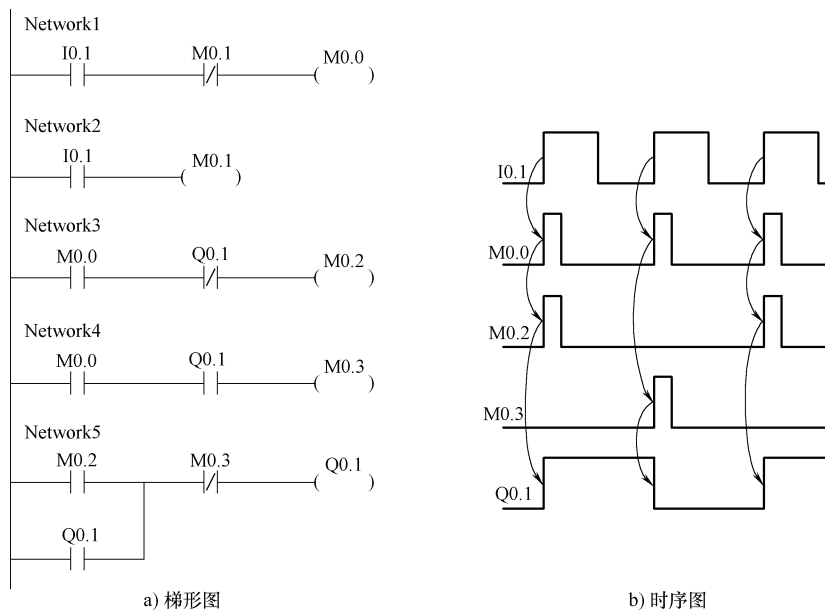 Network1
I0.1 M0.1 M0.0
Network2
I0.1 M0.1
Network3
M0.0 Q0.1 M0.2
Network4
M0.0 Q0.1 M0.3
Network5
M0.2 M0.3 Q0.1
Q0.1
a) 梯形图
I0.1
M0.0
M0.2
M0.3
Q0.1
b) 时序图